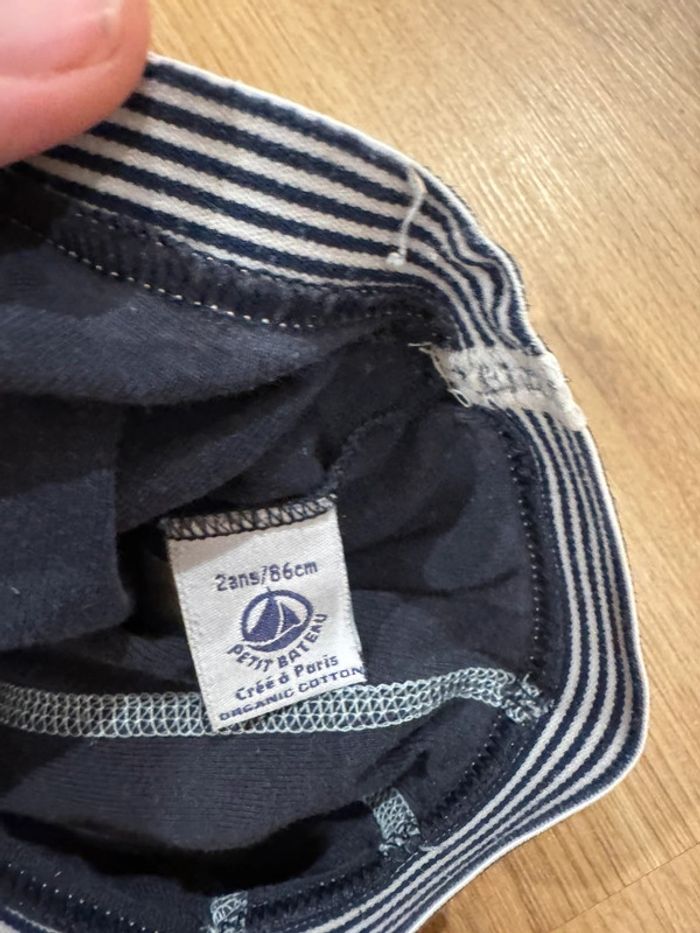 2ans/86cm
PETIT BATEAU
Créé à Paris
ORGANIC COTTON